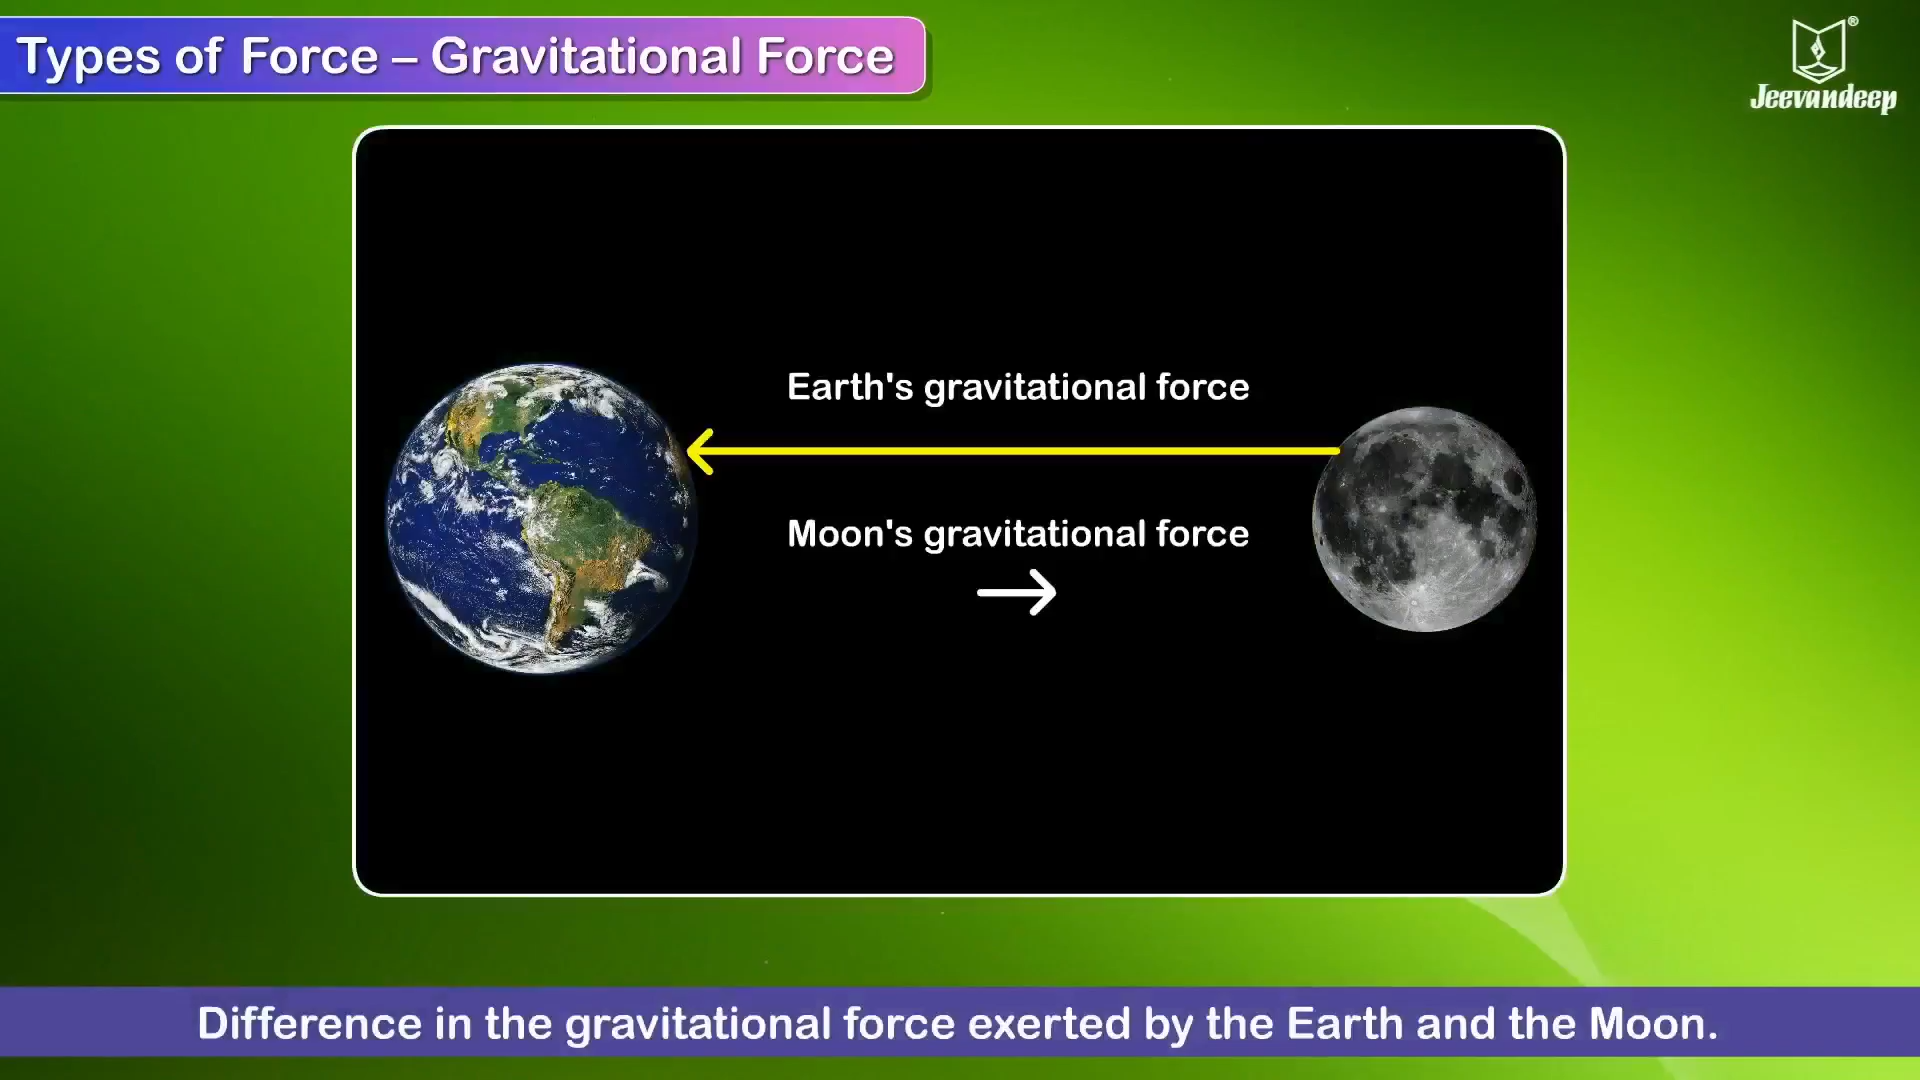 Types of Force – Gravitational Force
®
Jeevandeep
Earth's gravitational force
Moon's gravitational force
Difference in the gravitational force exerted by the Earth and the Moon.